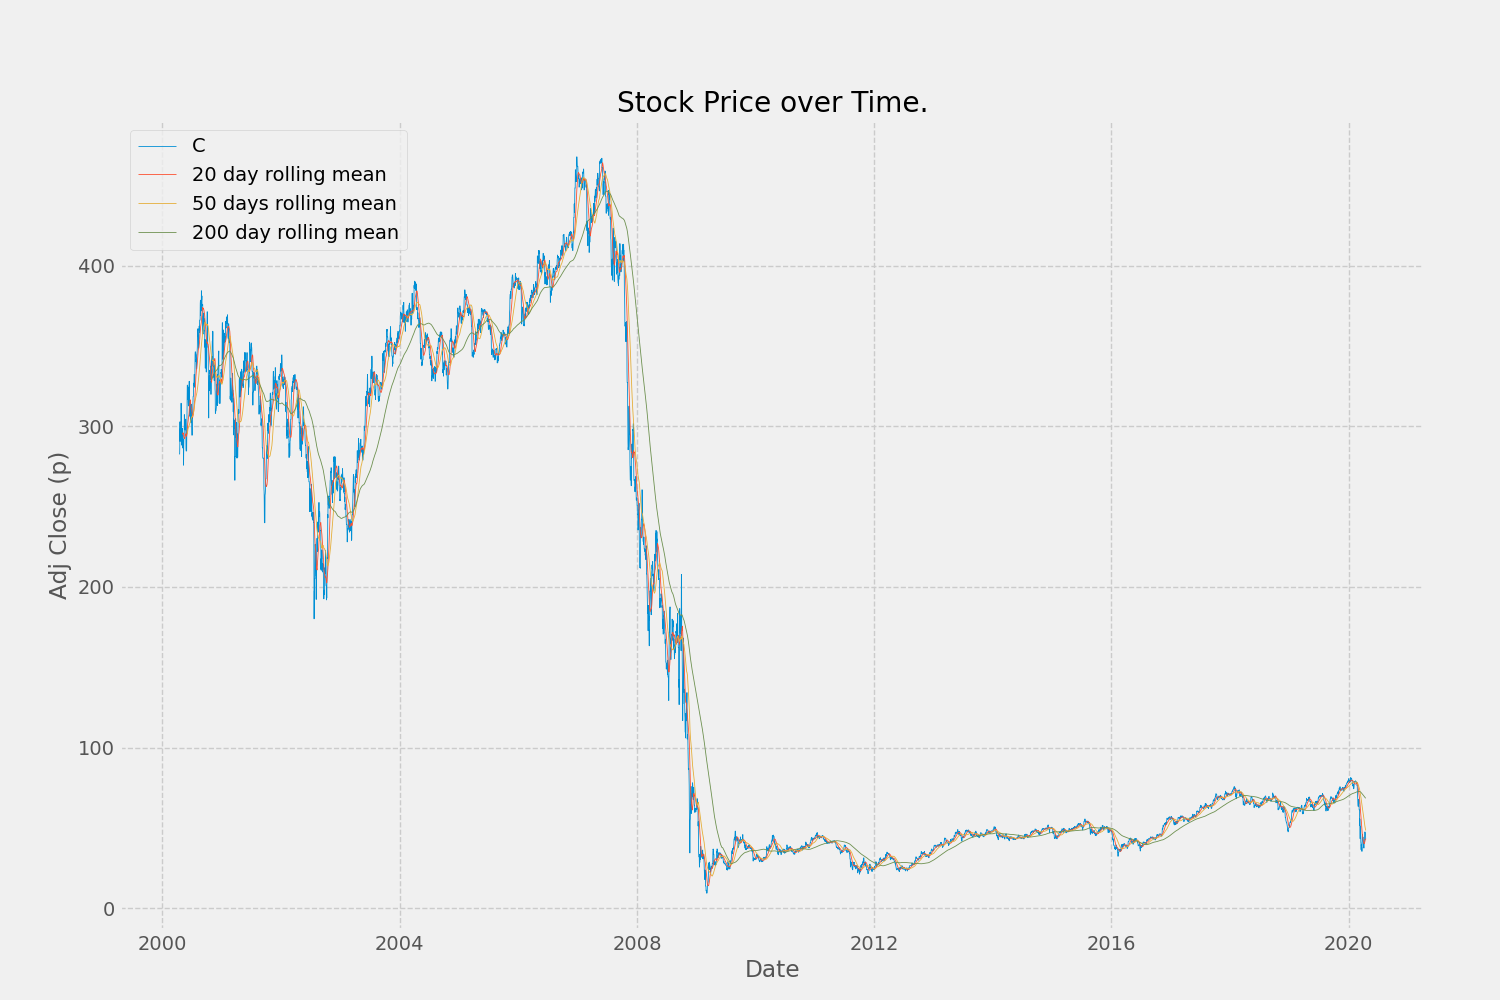 Stock Price over Time.
C
20 day rolling mean
50 days rolling mean
200 day rolling mean
400
300
200
100
0
Adj Close (p)
2000 2004 2008 2012 2016 2020
Date